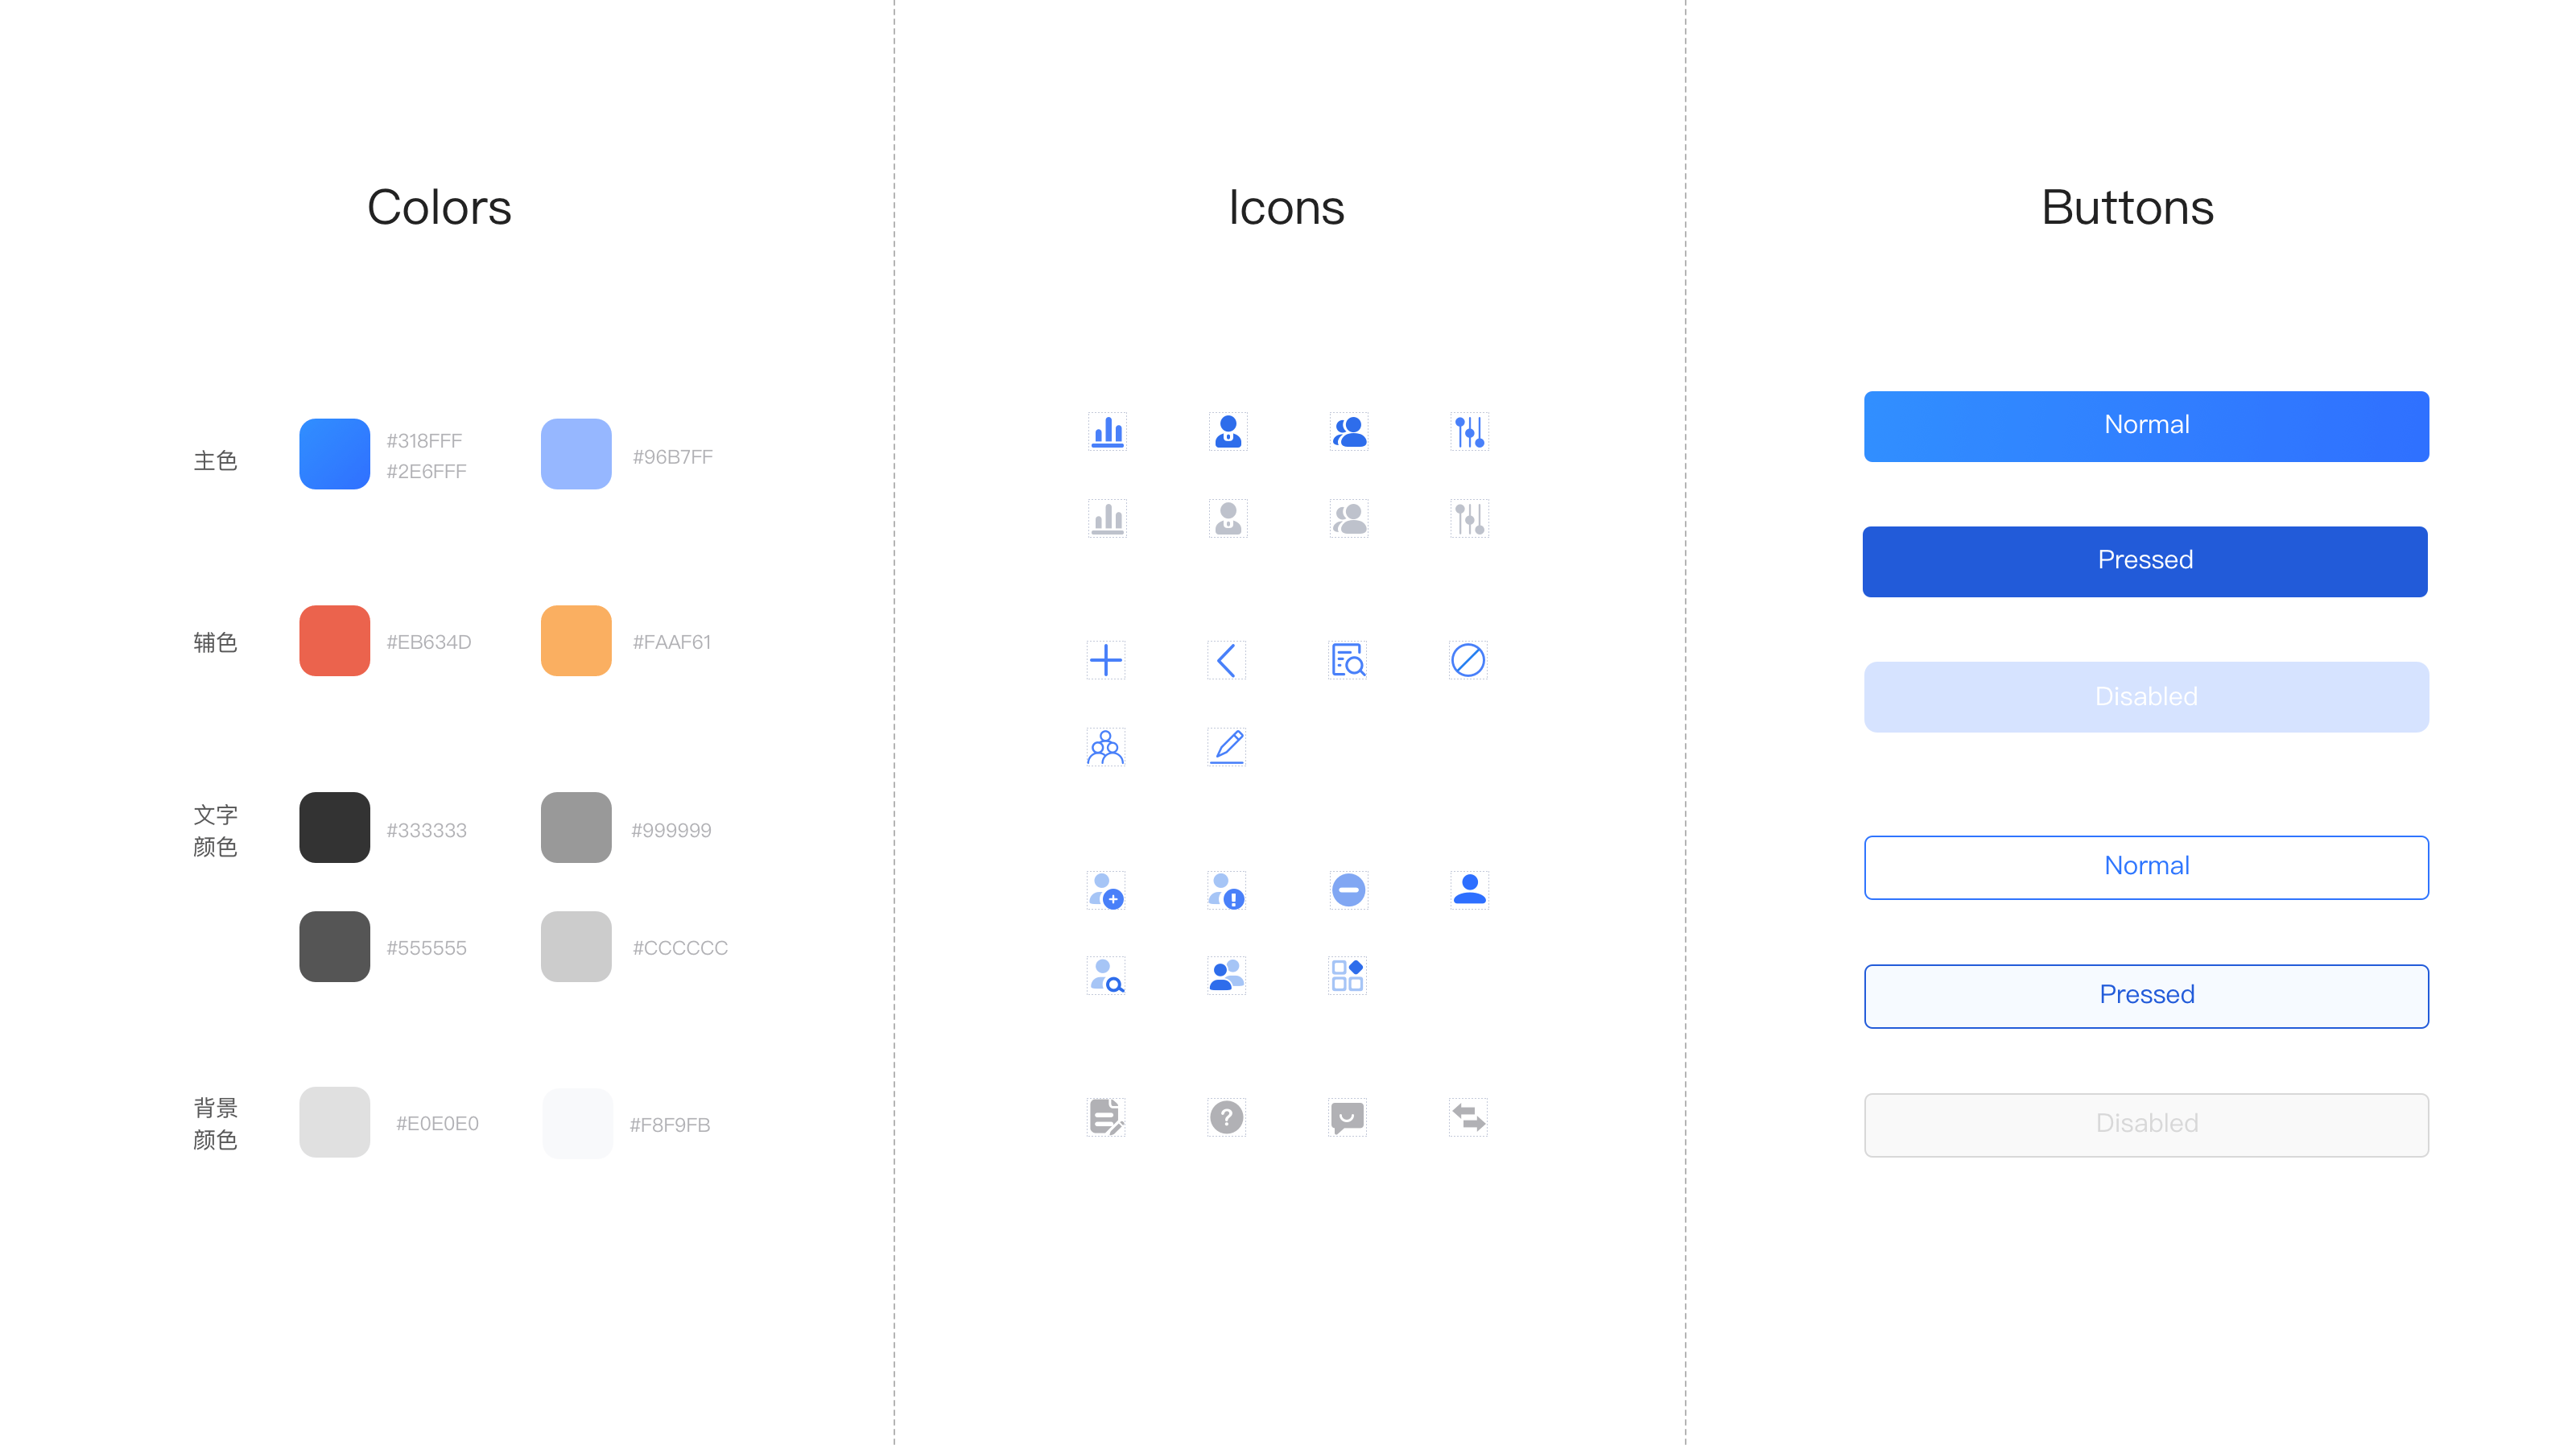 Colors
主色
#318FFF
#2E6FFF
#96B7FF
辅色
#EB634D
#FAAF61
文字
颜色
#333333
#999999
#555555
#CCCCCC
背景
颜色
#E0E0E0
#F8F9FB
Icons
Buttons
Normal
Pressed
Disabled
Normal
Pressed
Disabled